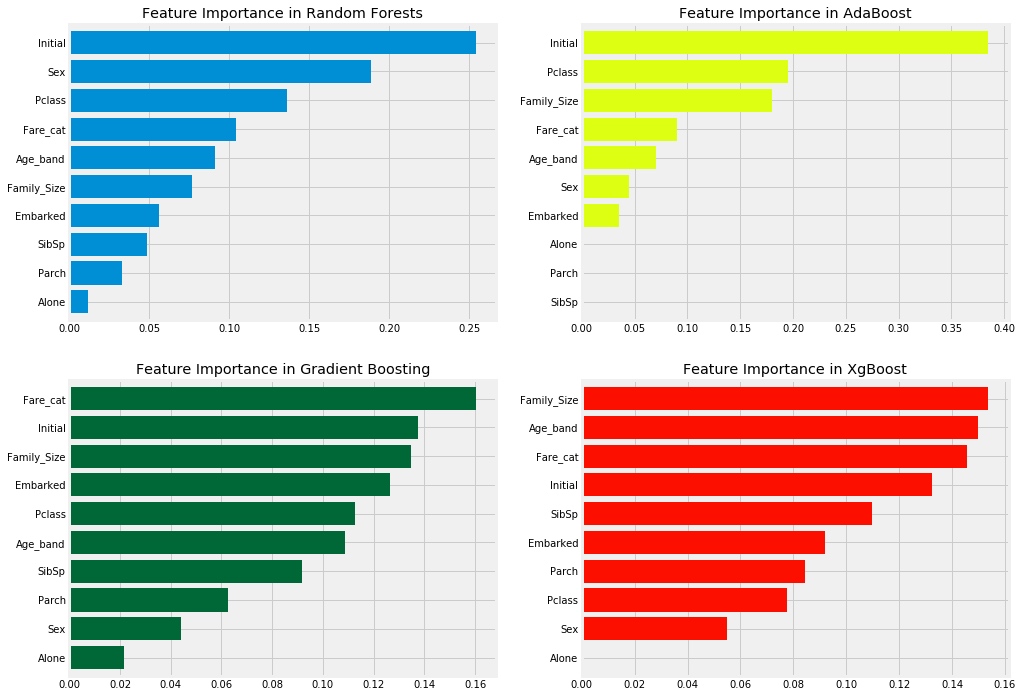 Feature Importance in Random Forests
Initial
Sex
Pclass
Fare_cat
Age_band
Family_Size
Embarked
SibSp
Parch
Alone
0.00 0.05 0.10 0.15 0.20 0.25
Feature Importance in AdaBoost
Initial
Pclass
Family_Size
Fare_cat
Age_band
Sex
Embarked
Alone
Parch
SibSp
0.00 0.05 0.10 0.15 0.20 0.25 0.30 0.35 0.40
Feature Importance in Gradient Boosting
Fare_cat
Initial
Family_Size
Embarked
Pclass
Age_band
SibSp
Parch
Sex
Alone
0.00 0.02 0.04 0.06 0.08 0.10 0.12 0.14 0.16
Feature Importance in XgBoost
Family_Size
Age_band
Fare_cat
Initial
SibSp
Embarked
Parch
Pclass
Sex
Alone
0.00 0.02 0.04 0.06 0.08 0.10 0.12 0.14 0.16